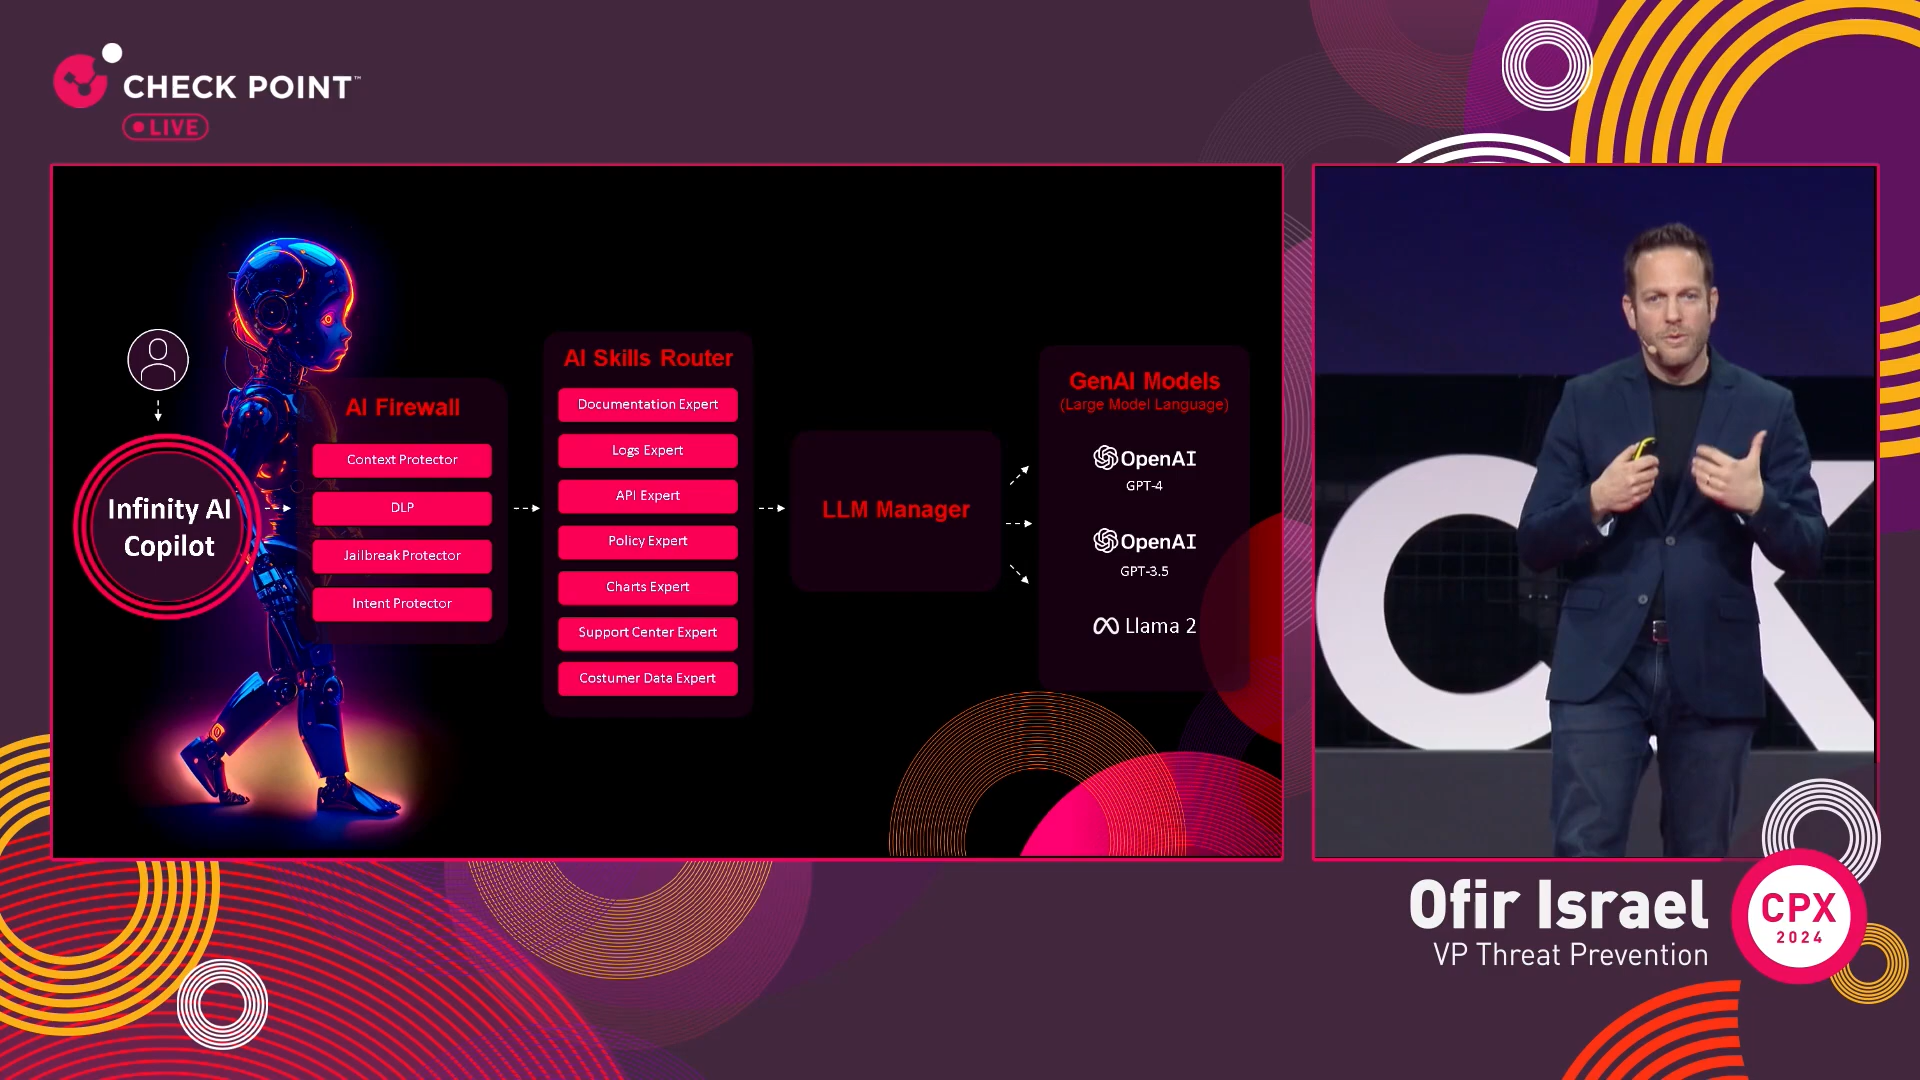 CHECK POINT™
LIVE
Infinity AI
Copilot
AI Firewall
Context Protector
DLP
Jailbreak Protector
Intent Protector
AI Skills Router
Documentation Expert
Logs Expert
API Expert
Policy Expert
Charts Expert
Support Center Expert
Costumer Data Expert
LLM Manager
GenAI Models
(Large Model Language)
OpenAI
GPT-4
OpenAI
GPT-3.5
Llama 2
Ofir Israel
VP Threat Prevention
CPX
2024